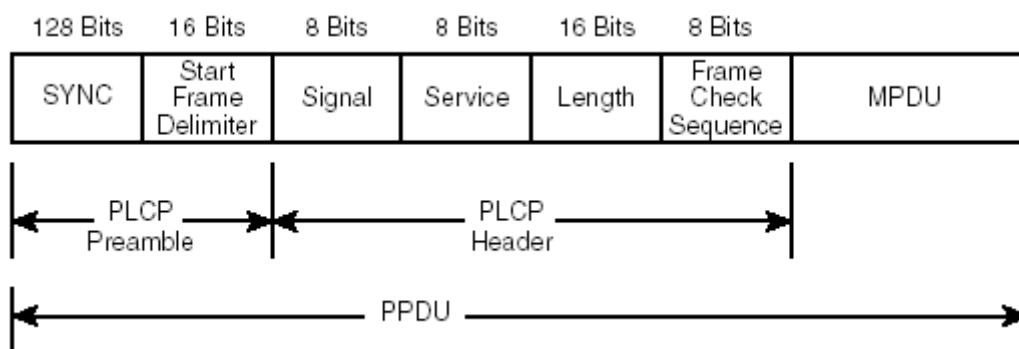 128 Bits 16 Bits 8 Bits 8 Bits 16 Bits 8 Bits
SYNC
Start
Frame
Delimiter
Signal
Service
Length
Frame
Check
Sequence
MPDU
PLCP
Preamble
PLCP
Header
PPDU